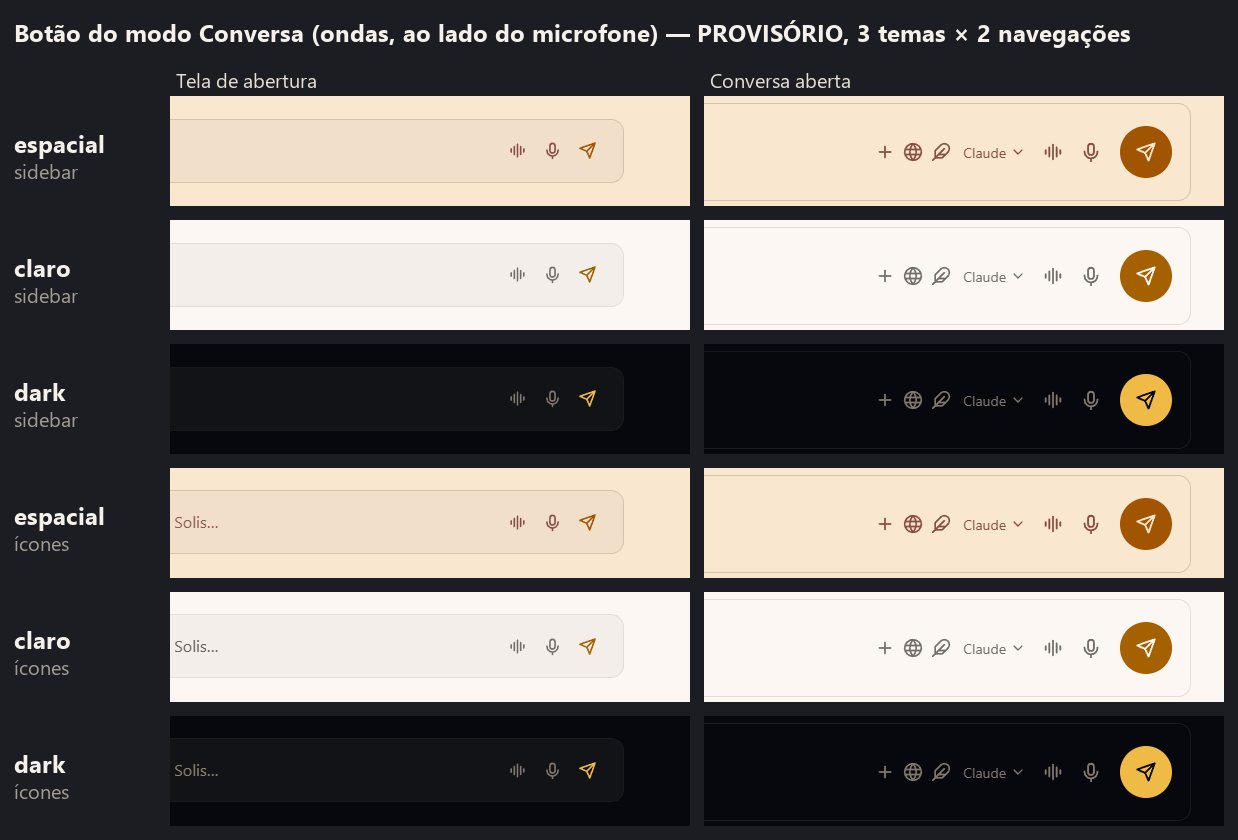 Botão do modo Conversa (ondas, ao lado do microfone) — PROVISÓRIO, 3 temas × 2 navegações
Tela de abertura
Conversa aberta
espacial
sidebar
Claude
claro
sidebar
Claude
dark
sidebar
Claude
espacial
ícones
Solis...
Claude
claro
ícones
Solis...
Claude
dark
ícones
Solis...
Claude